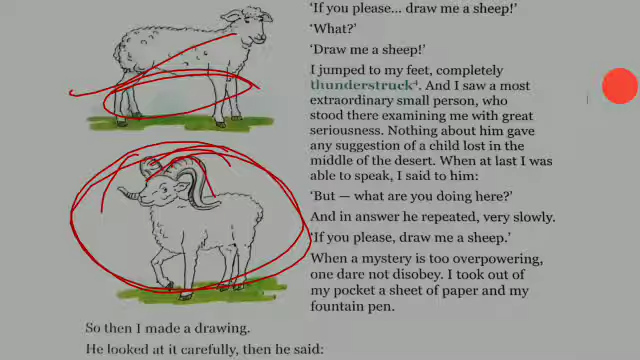 ‘If you please... draw me a sheep!’
‘What?’
‘Draw me a sheep!’
I jumped to my feet, completely
thunderstruck⁴. And I saw a most
extraordinary small person, who
stood there examining me with great
seriousness. Nothing about him gave
any suggestion of a child lost in the
middle of the desert. When at last I was
able to speak, I said to him:
‘But — what are you doing here?’
And in answer he repeated, very slowly.
‘If you please, draw me a sheep.’
When a mystery is too overpowering,
one dare not disobey. I took out of
my pocket a sheet of paper and my
fountain pen.
So then I made a drawing.
He looked at it carefully, then he said: